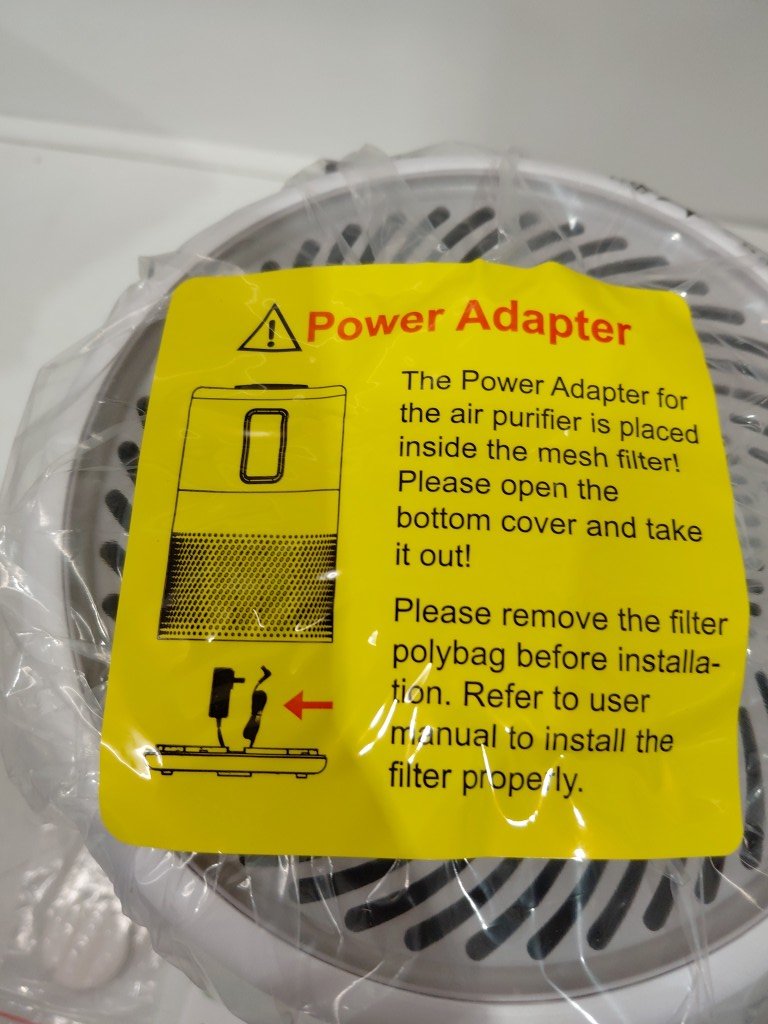 Power Adapter
The Power Adapter for
the air purifier is placed
inside the mesh filter!
Please open the
bottom cover and take
it out!
Please remove the filter
polybag before installa-
tion. Refer to user
manual to install the
filter properly.